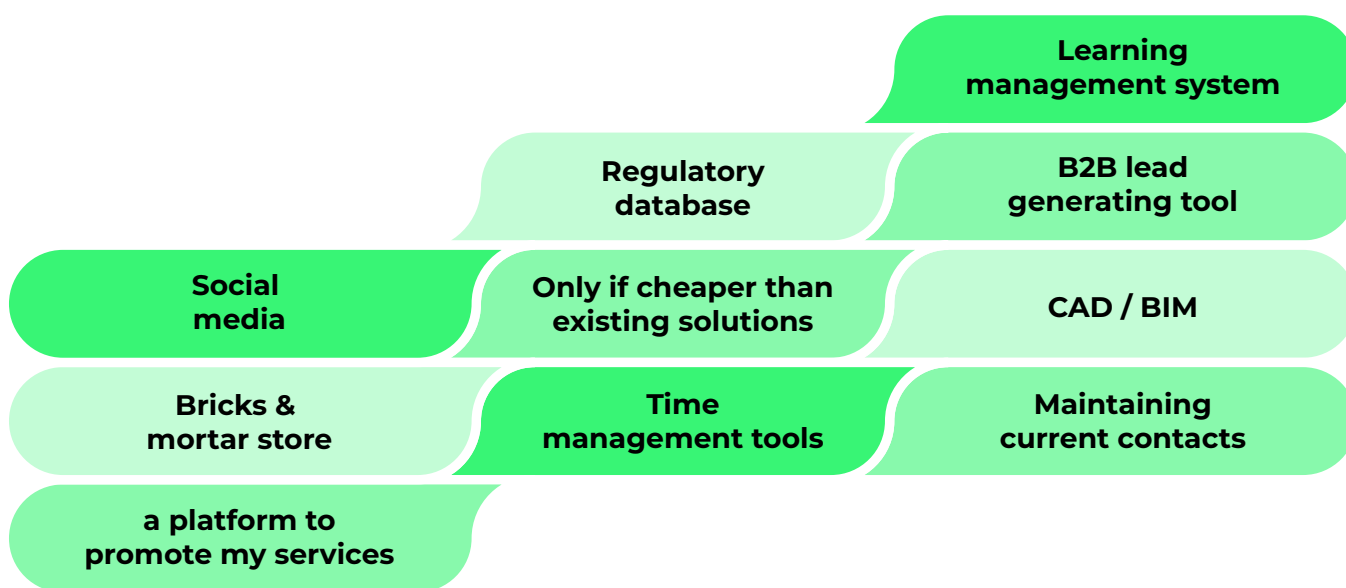 Learning
management system
Regulatory
database
B2B lead
generating tool
Social
media
Only if cheaper than
existing solutions
CAD / BIM
Bricks &
mortar store
Time
management tools
Maintaining
current contacts
a platform to
promote my services